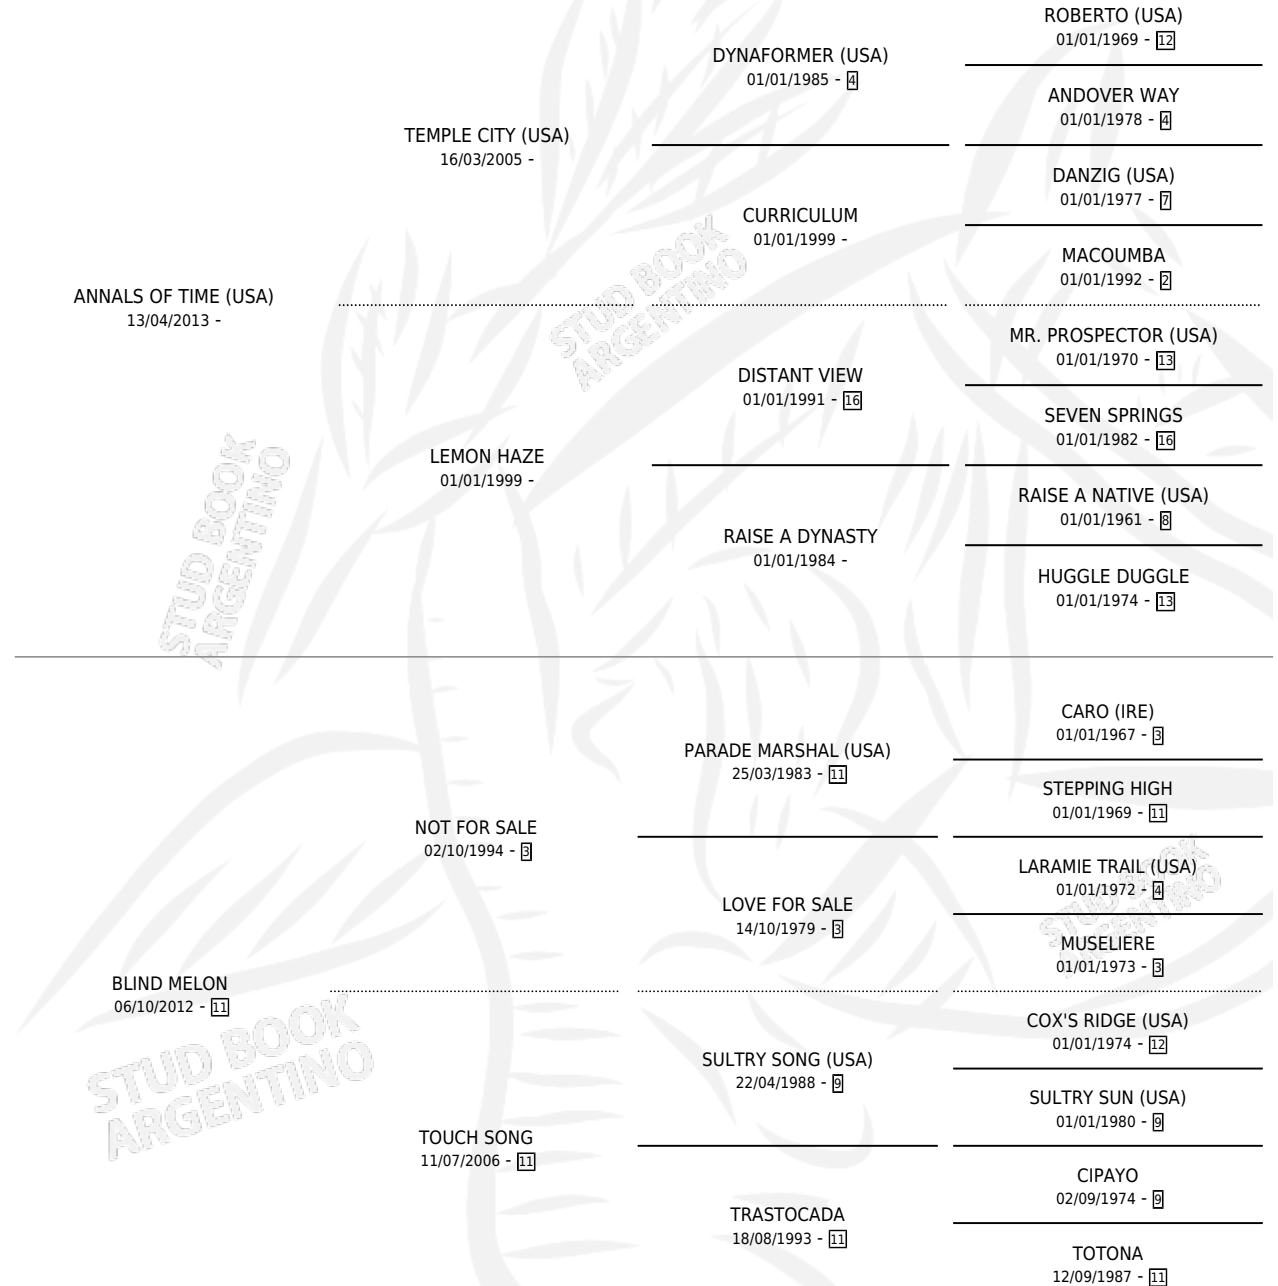 ROBERTO (USA)
01/01/1969 - 12
DYNAFORMER (USA)
01/01/1985 - 4
ANDOVER WAY
01/01/1978 - 4
TEMPLE CITY (USA)
16/03/2005 -
DANZIG (USA)
01/01/1977 - 7
CURRICULUM
01/01/1999 -
MACOUMBA
01/01/1992 - 2
ANNALS OF TIME (USA)
13/04/2013 -
STUD BOOK
ARGENTINO
MR. PROSPECTOR (USA)
01/01/1970 - 13
DISTANT VIEW
01/01/1991 - 16
SEVEN SPRINGS
01/01/1982 - 16
LEMON HAZE
01/01/1999 -
RAISE A NATIVE (USA)
01/01/1961 - 8
RAISE A DYNASTY
01/01/1984 -
HUGGLE DUGGLE
01/01/1974 - 13
STUD BOOK
ARGENTINO
CARO (IRE)
01/01/1967 - 3
PARADE MARSHAL (USA)
25/03/1983 - 11
STEPPING HIGH
01/01/1969 - 11
NOT FOR SALE
02/10/1994 - 3
LARAMIE TRAIL (USA)
01/01/1972 - 4
LOVE FOR SALE
14/10/1979 - 3
MUSELIERE
01/01/1973 - 3
STUD BOOK
ARGENTINO
BLIND MELON
06/10/2012 - 11
COX'S RIDGE (USA)
01/01/1974 - 12
SULTRY SONG (USA)
22/04/1988 - 9
SULTRY SUN (USA)
01/01/1980 - 9
STUD BOOK
ARGENTINO
TOUCH SONG
11/07/2006 - 11
CIPAYO
02/09/1974 - 9
TRASTOCADA
18/08/1993 - 11
TOTONA
12/09/1987 - 11